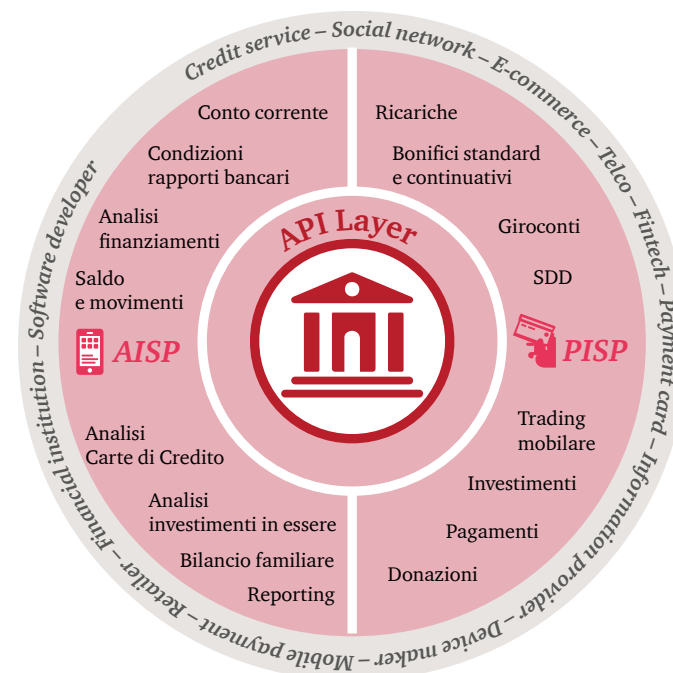 Credit service – Social network – E-commerce – Telco – Fintech – Payment card – Information provider – Device maker – Mobile payment – Retailer – Financial institution – Software developer
Conto corrente
Condizioni
rapporti bancari
Analisi
finanziamenti
Saldo
e movimenti
AISP
Analisi
Carte di Credito
Analisi
investimenti in essere
Bilancio familiare
Reporting
API Layer
Ricariche
Bonifici standard
e continuativi
Giroconti
SDD
PISP
Trading
mobilare
Investimenti
Pagamenti
Donazioni